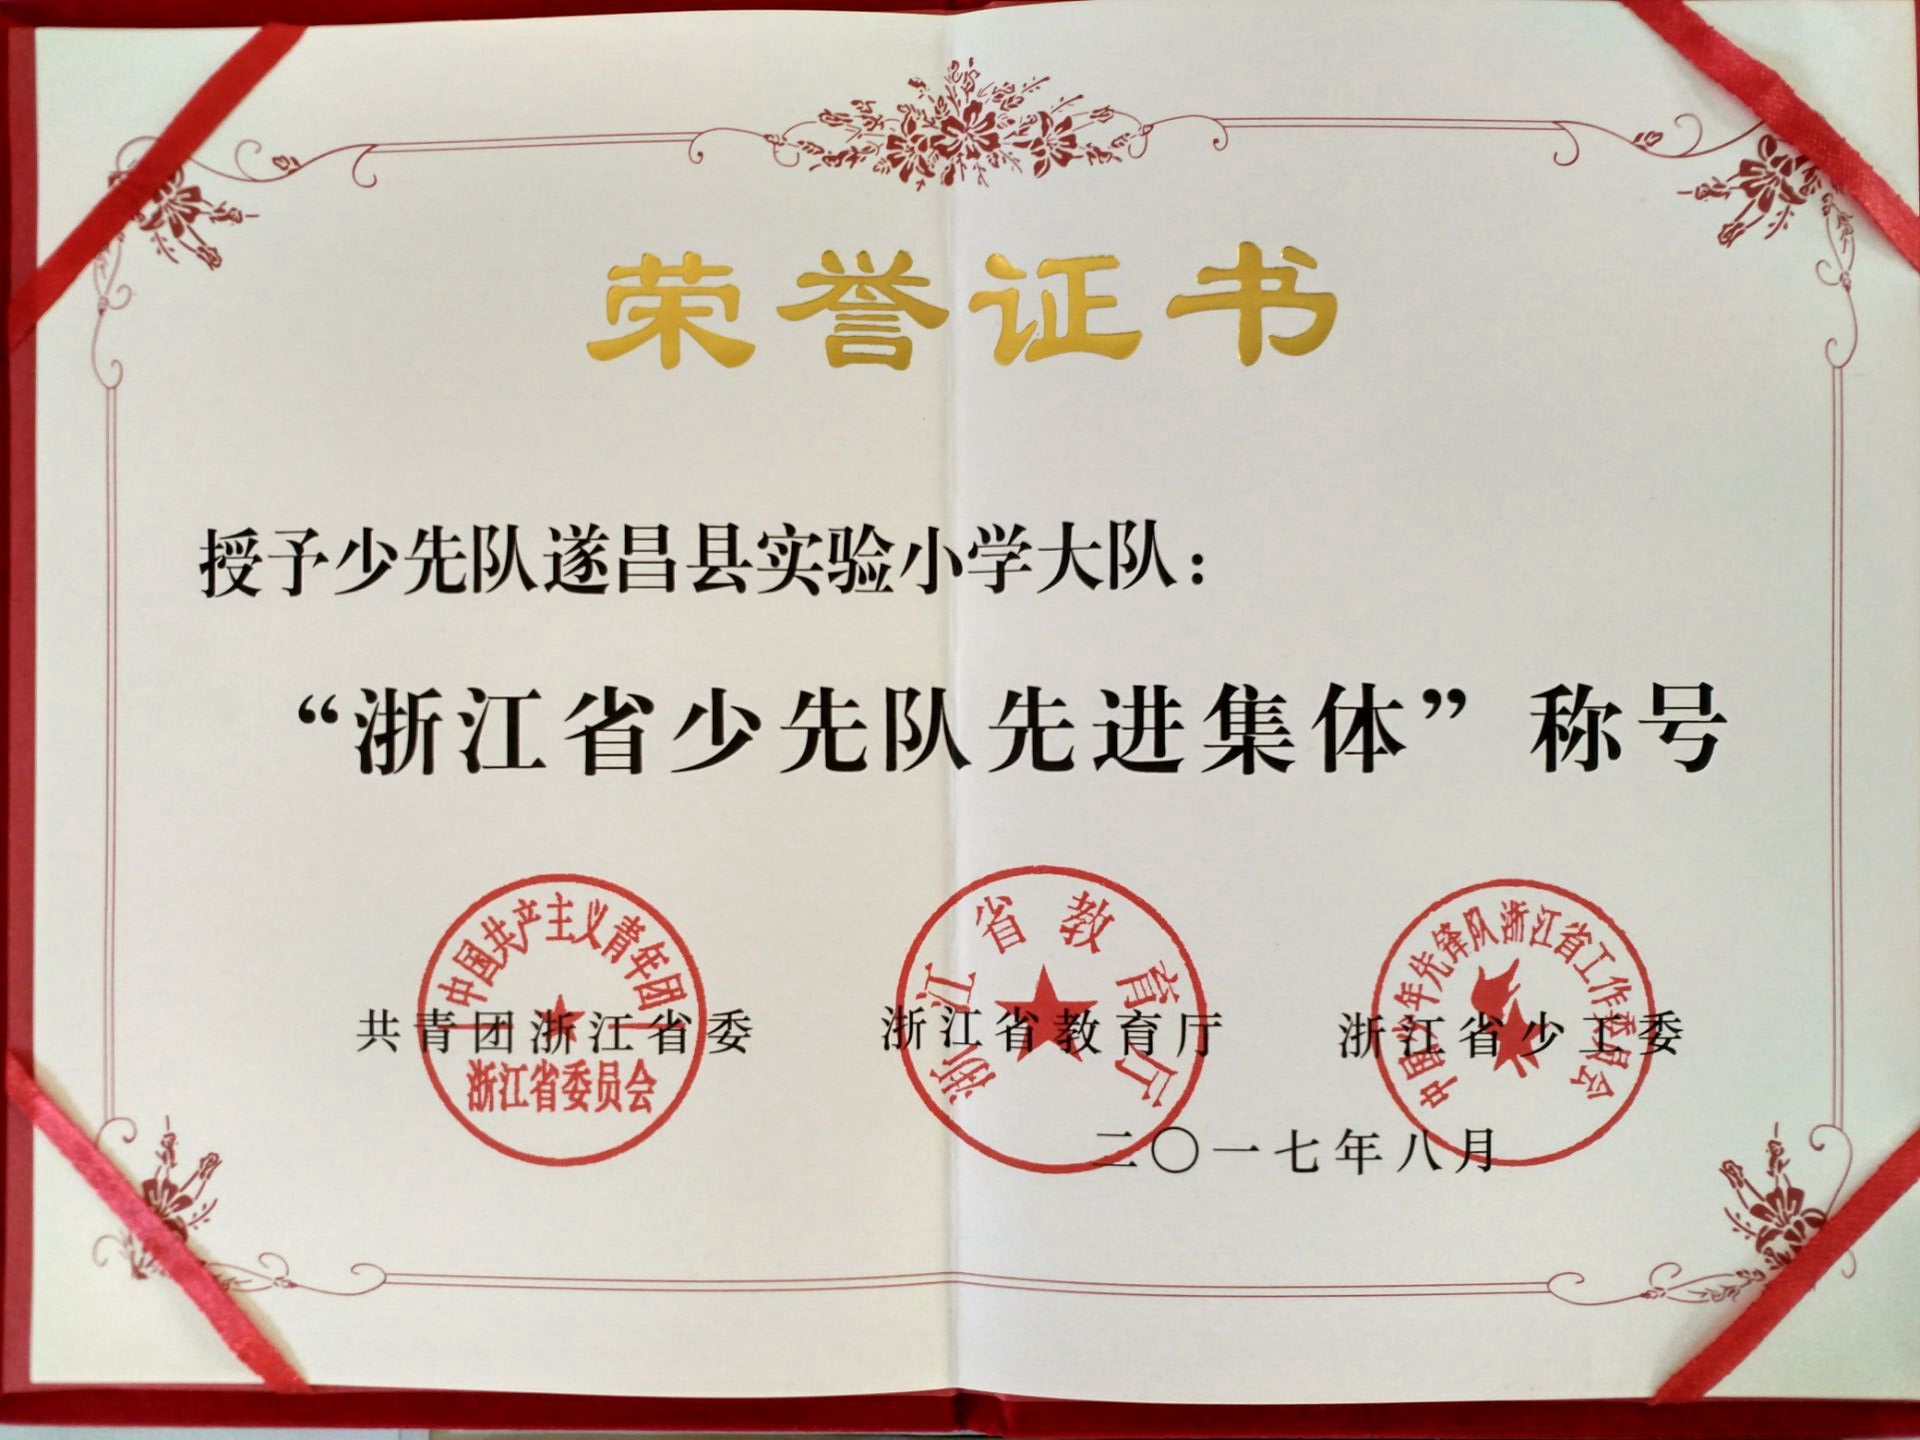 荣誉证书
授予少先队遂昌县实验小学大队：
“浙江省少先队先进集体”称号
中国共产主义青年团
浙江省委员会
共青团浙江省委
浙江省教育厅
浙江省教育厅
中国少年先锋队浙江省工作委员会
浙江省少工委
二〇一七年八月